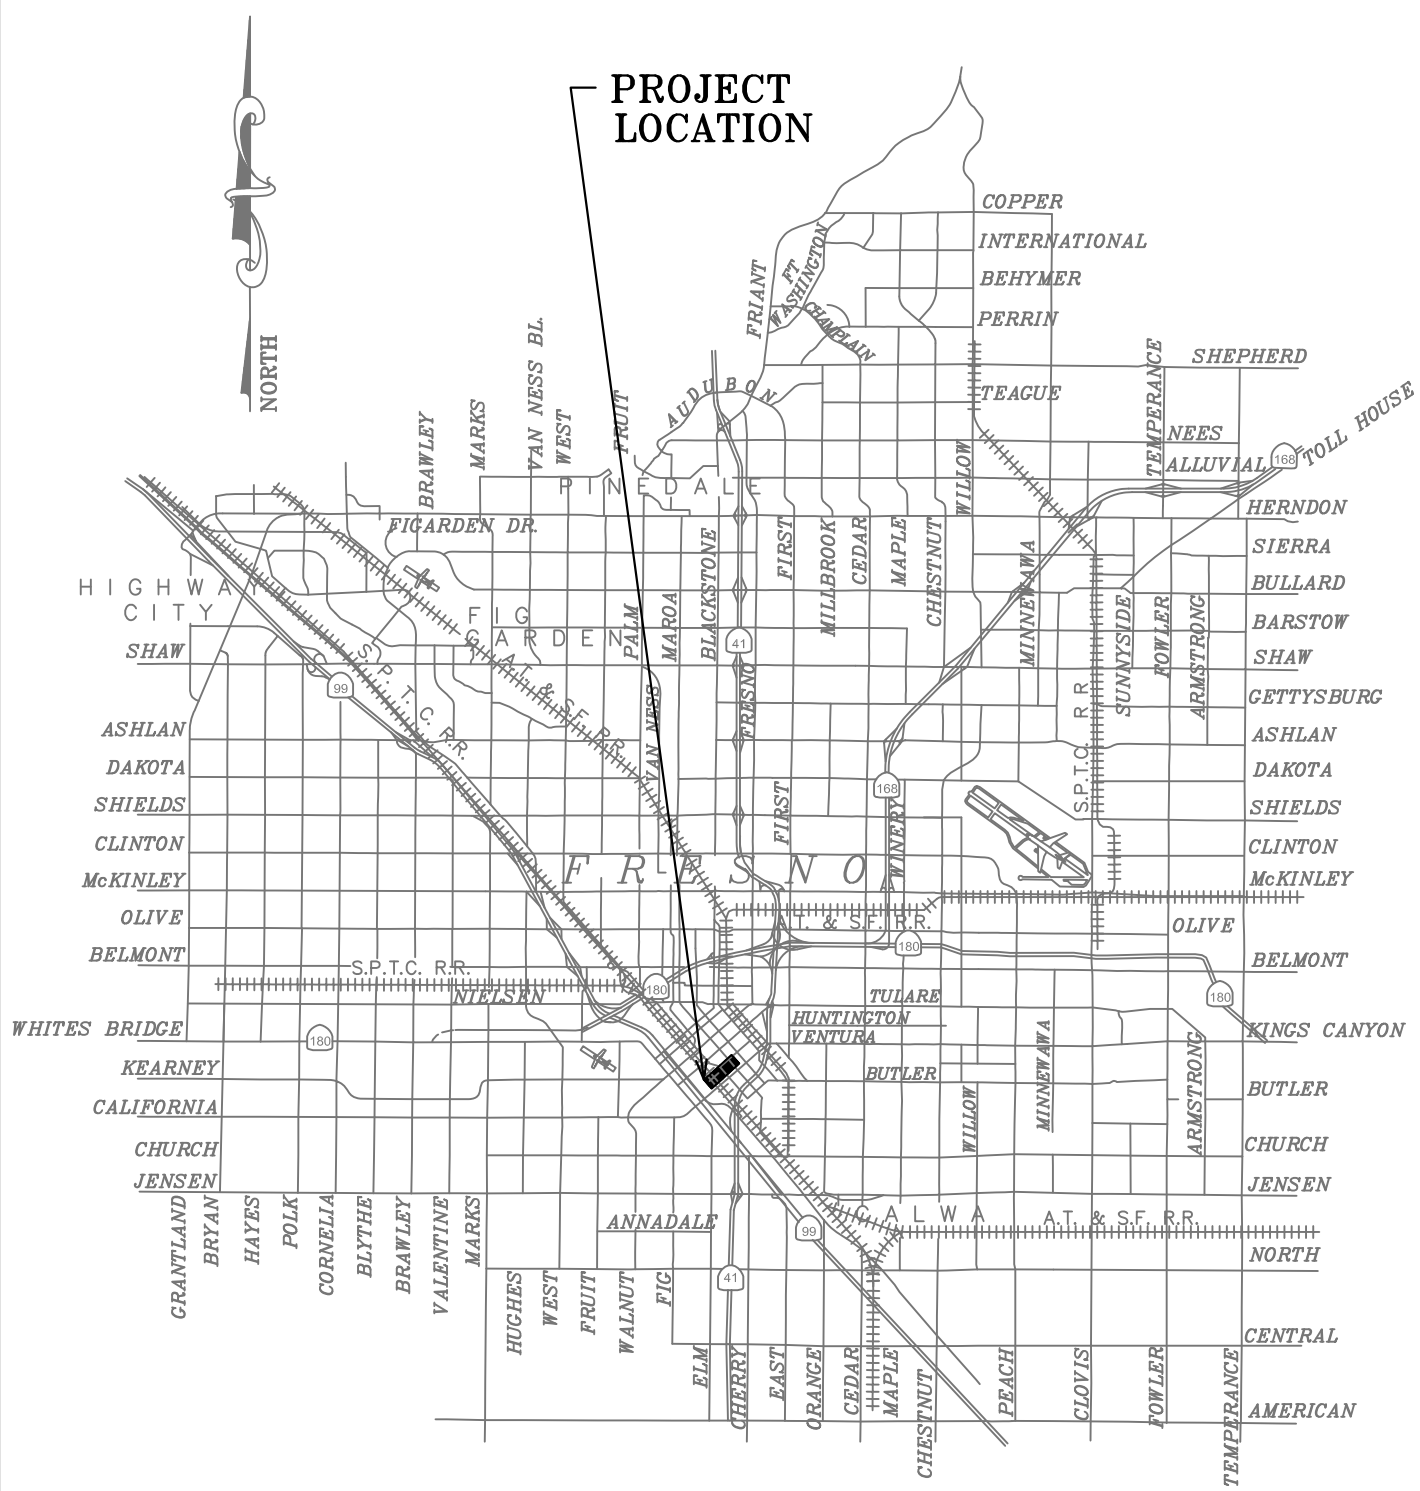 PROJECT
LOCATION
NORTH
COPPER
INTERNATIONAL
BEHYMER
PERRIN
FRIANT
FT
WASHINGTON
CHAMPLAIN
SHEPHERD
TEAGUE
TEMPERANCE
TOLL HOUSE
AUDUBON
NEES
ALLUVIAL
168
HERNDON
BRAWLEY
MARKS
VAN NESS BL.
WEST
FRUIT
PINEDALE
FIGARDEN DR.
WILLOW
BLACKSTONE
FIRST
MILLBROOK
CEDAR
MAPLE
CHESTNUT
MINNEWAWA
SIERRA
BULLARD
BARSTOW
SHAW
GETTYSBURG
ASHLAN
DAKOTA
SHIELDS
CLINTON
McKINLEY
SUNNYSIDE
FOWLER
ARMSTRONG
HIGHWAY
CITY
FIG
GARDEN
PALM
MAROA
41
FRESNO
SHAW
99
S. P. T. C. R.R.
A.T. & S.F. R.R.
VAN NESS
S.P.T.C. R R
ASHLAN
DAKOTA
SHIELDS
CLINTON
McKINLEY
OLIVE
BELMONT
168
WINERY
FIRST
FRESNO
A.T. & S.F. R.R.
180
OLIVE
BELMONT
180
KINGS CANYON
S.P.T.C. R.R.
NIELSEN
180
TULARE
HUNTINGTON
VENTURA
BUTLER
WHITES BRIDGE
180
KEARNEY
CALIFORNIA
CHURCH
JENSEN
MINNEWAWA
WILLOW
ARMSTRONG
BUTLER
CHURCH
JENSEN
GRANTLAND
BRYAN
HAYES
POLK
CORNELIA
BLYTHE
BRAWLEY
VALENTINE
MARKS
ANNADALE
99
CALWA
A.T. & S.F. R.R.
NORTH
41
HUGHES
WEST
FRUIT
WALNUT
FIG
CENTRAL
ELM
CHERRY
EAST
ORANGE
CEDAR
MAPLE
CHESTNUT
PEACH
CLOVIS
FOWLER
TEMPERANCE
AMERICAN